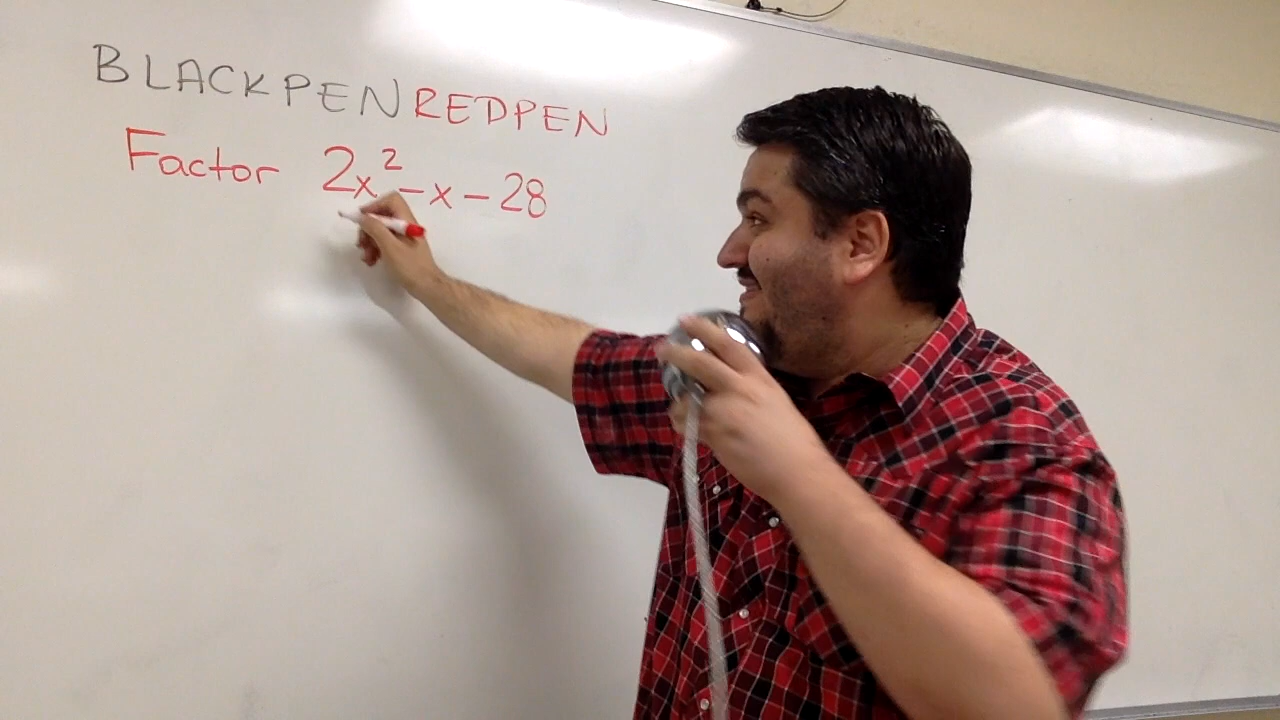 BLACKPENREDPEN
Factor 2x² - x - 28